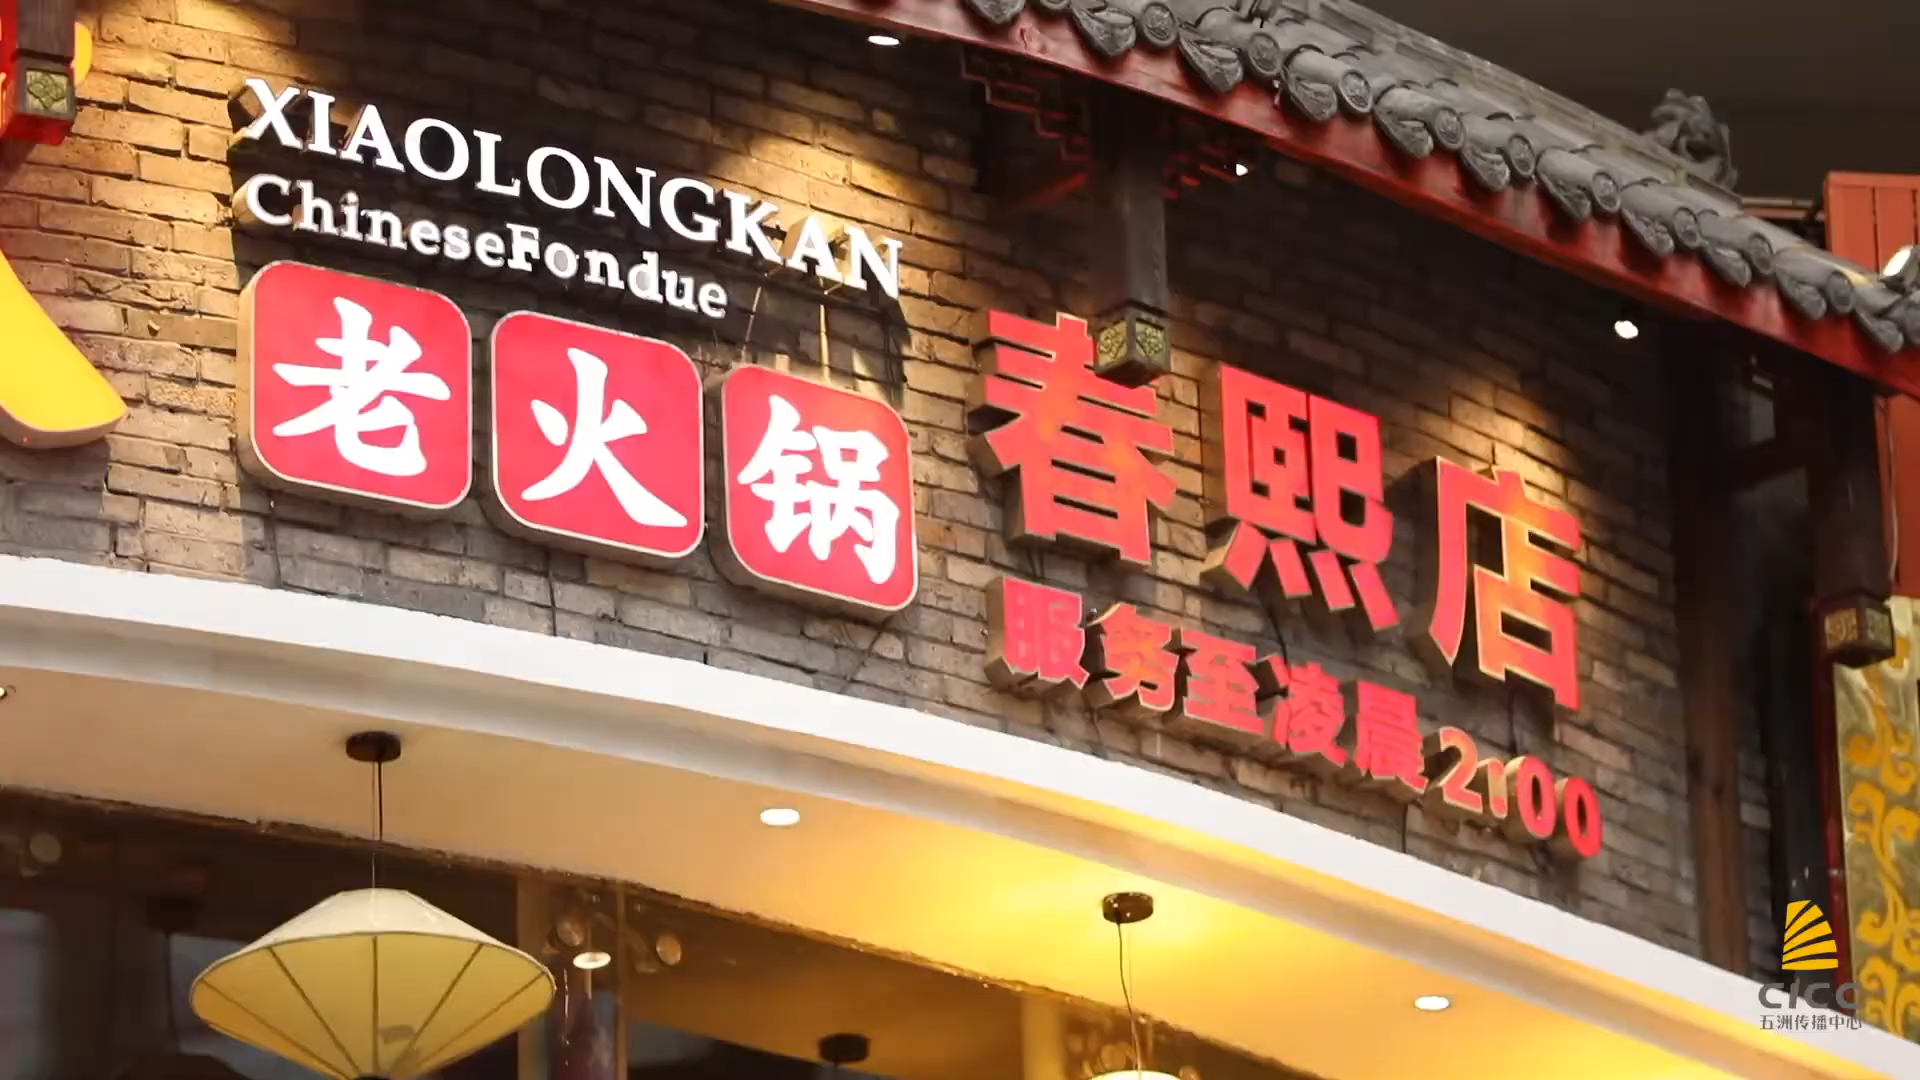 XIAOLONGKAN
ChineseFondue
老火锅
春熙店
服务至凌晨2:00
CICC
五洲传播中心